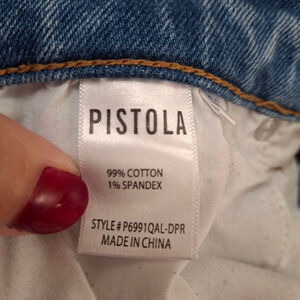 PISTOLA
99% COTTON
1% SPANDEX
STYLE # P6991QAL-DPR
MADE IN CHINA